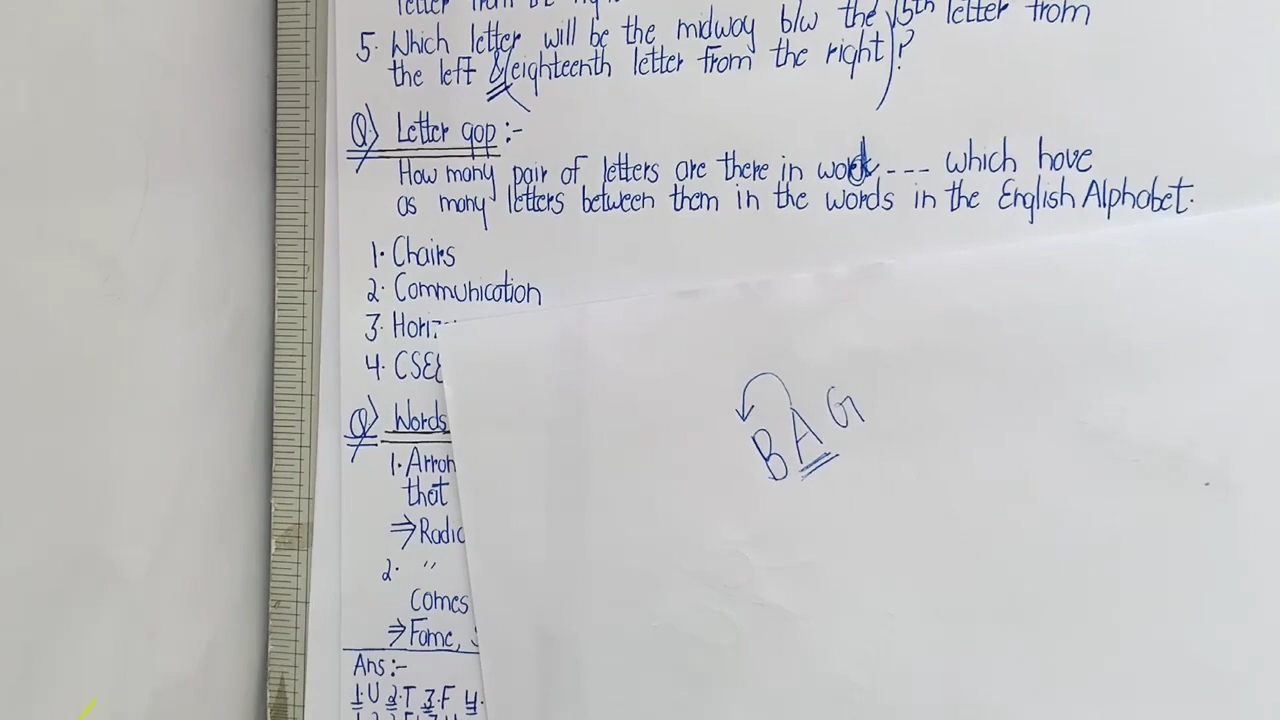 letter from
5. Which letter will be the midway b/w the 15th letter from
the left & eighteenth letter from the right?
Q) Letter gap :-
How many pair of letters are there in word --- which have
as many letters between them in the words in the English Alphabet.
1. Chairs
2. Communication
3. Hori
4. CSE
BAG
Q) Words
1. Arran
that
⇒ Radi
2. "
comes
⇒ Fame,
Ans :-
1. U 2. T 3. F 4.